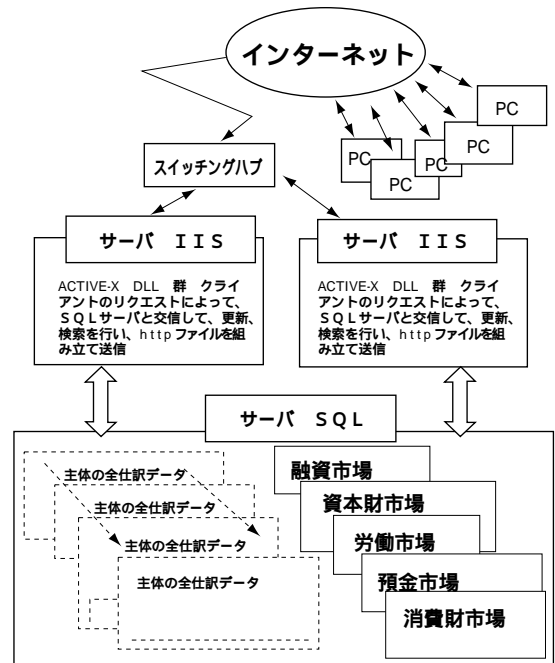 インターネット
PC
PC
PC
PC
PC
スイッチングハブ
サーバ IIS
サーバ IIS
ACTIVE-X DLL 群 クライ
アントのリクエストによって、
SQLサーバと交信して、更新、
検索を行い、httpファイルを組
み立て送信
ACTIVE-X DLL 群 クライ
アントのリクエストによって、
SQLサーバと交信して、更新、
検索を行い、httpファイルを組
み立て送信
サーバ SQL
主体の全仕訳データ
主体の全仕訳データ
主体の全仕訳データ
主体の全仕訳データ
融資市場
資本財市場
労働市場
預金市場
消費財市場